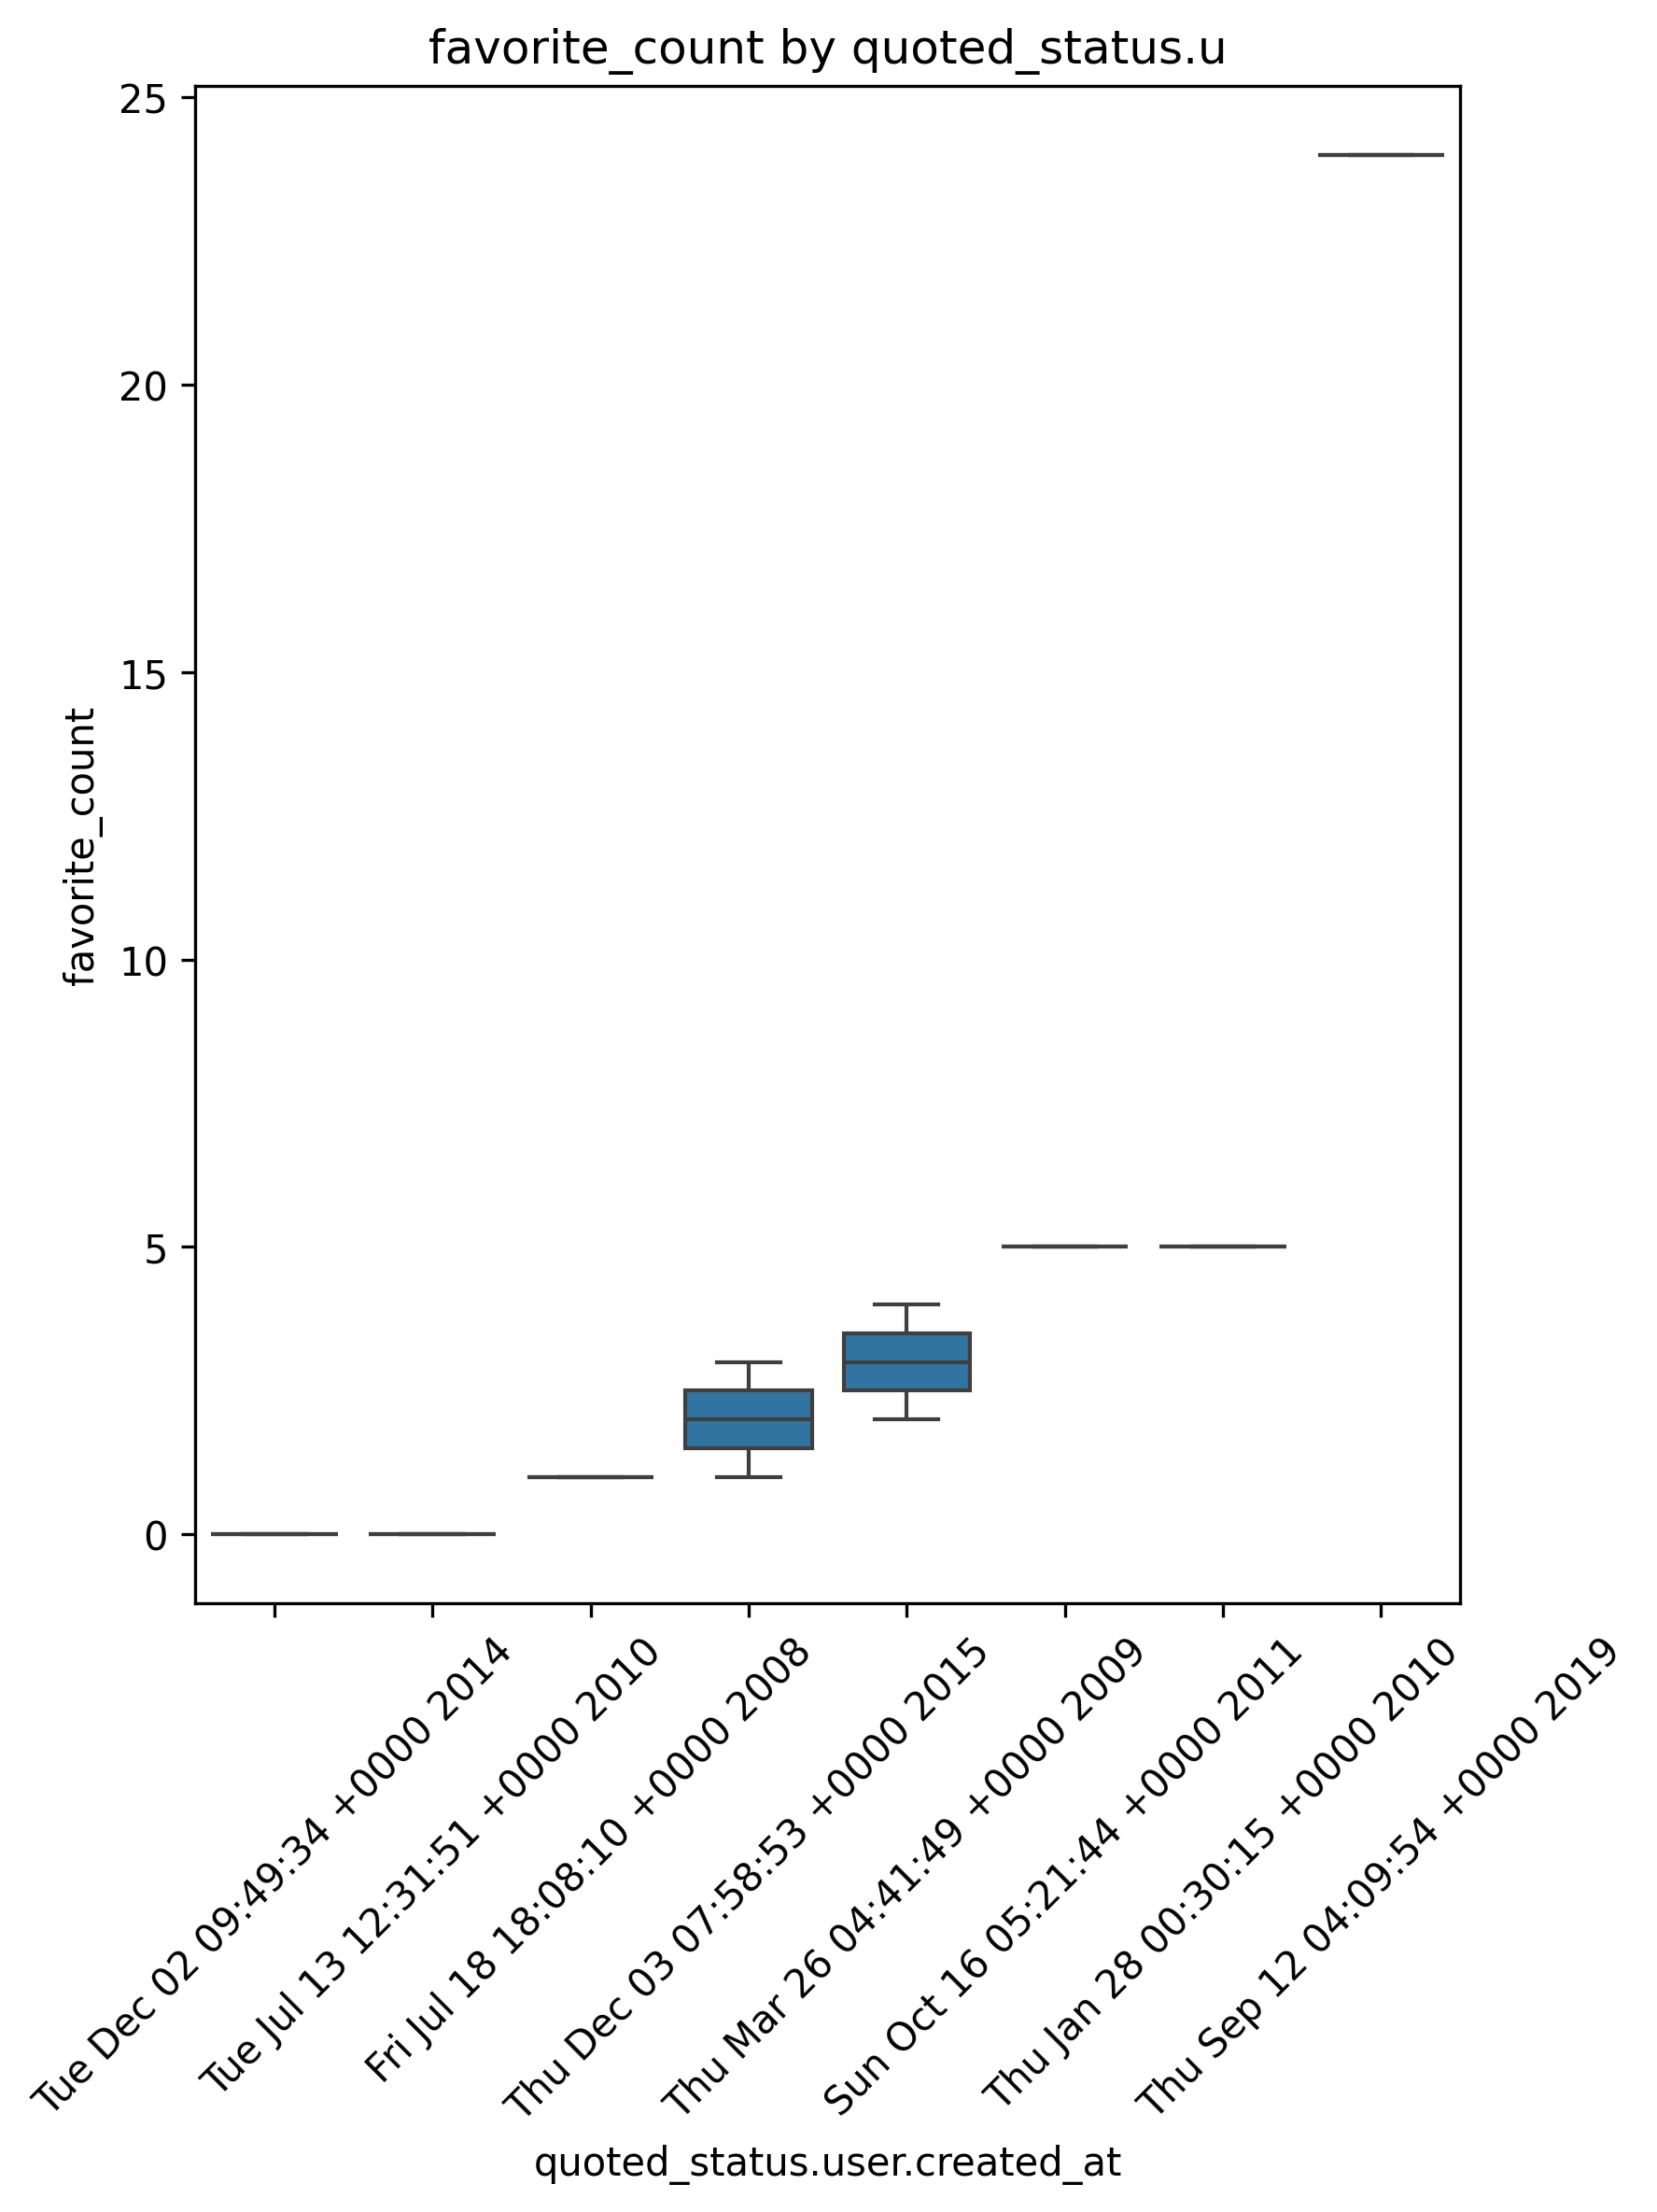 favorite_count by quoted_status.u
25
20
15
10
5
0
favorite_count
Tue Dec 02 09:49:34 +0000 2014
Tue Jul 13 12:31:51 +0000 2010
Fri Jul 18 18:08:10 +0000 2008
Thu Dec 03 07:58:53 +0000 2015
Thu Mar 26 04:41:49 +0000 2009
Sun Oct 16 05:21:44 +0000 2011
Thu Jan 28 00:30:15 +0000 2010
Thu Sep 12 04:09:54 +0000 2019
quoted_status.user.created_at